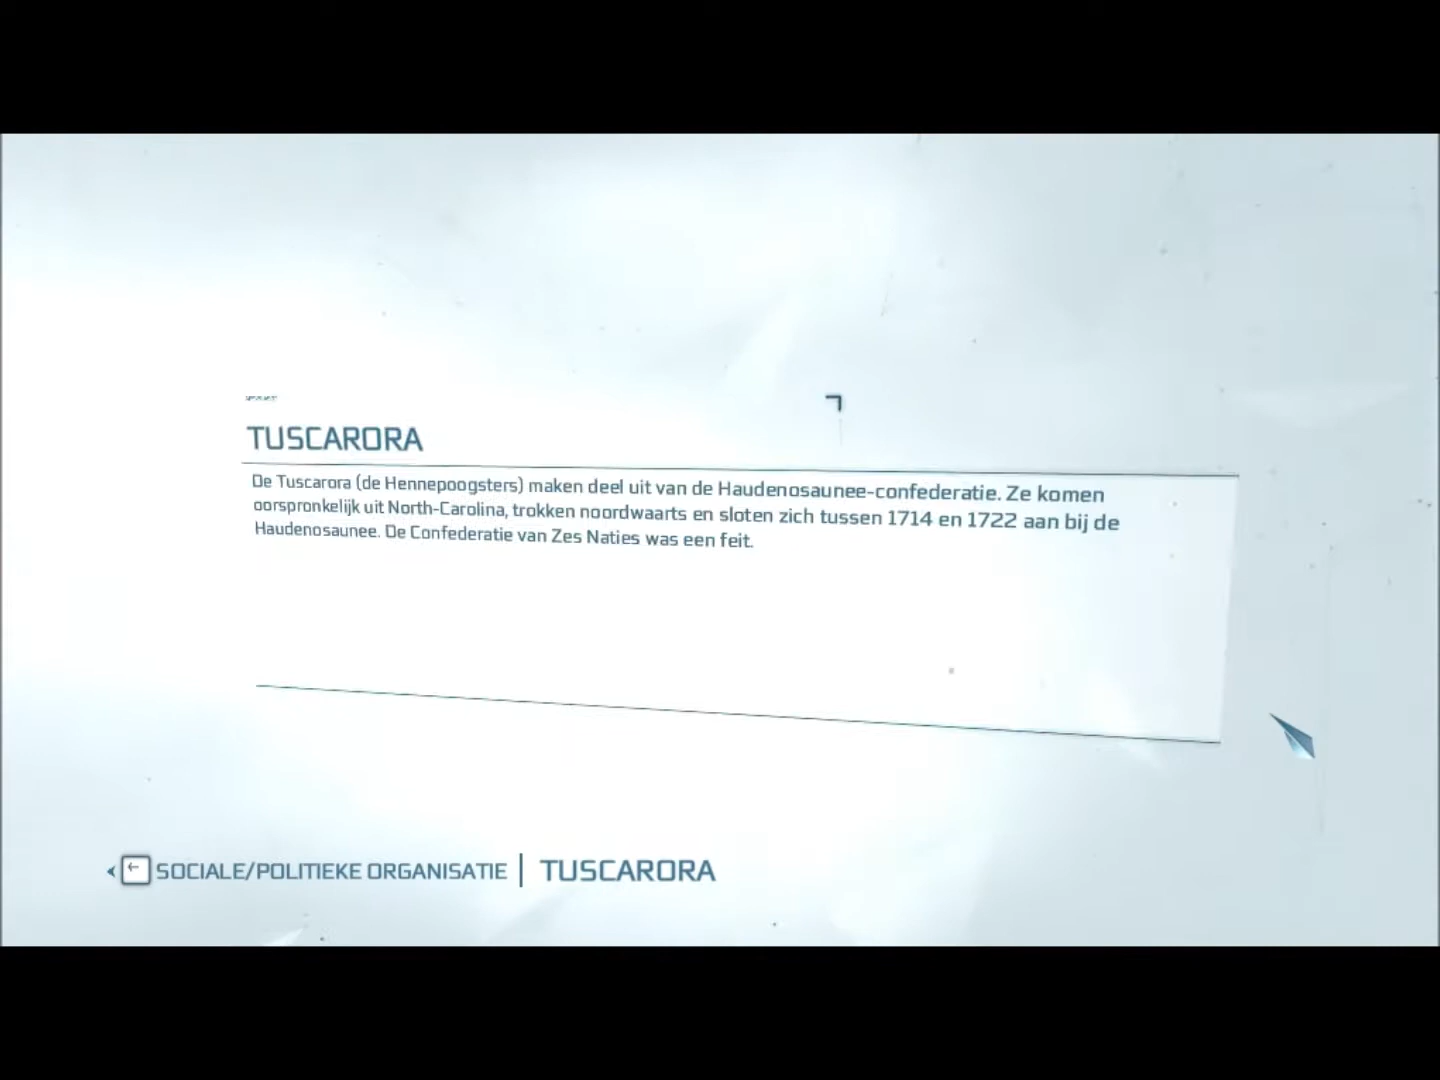 TUSCARORA
De Tuscarora (de Hennepoogsters) maken deel uit van de Haudenosaunee-confederatie. Ze komen
oorspronkelijk uit North-Carolina, trokken noordwaarts en sloten zich tussen 1714 en 1722 aan bij de
Haudenosaunee. De Confederatie van Zes Naties was een feit.
SOCIALE/POLITIEKE ORGANISATIE | TUSCARORA